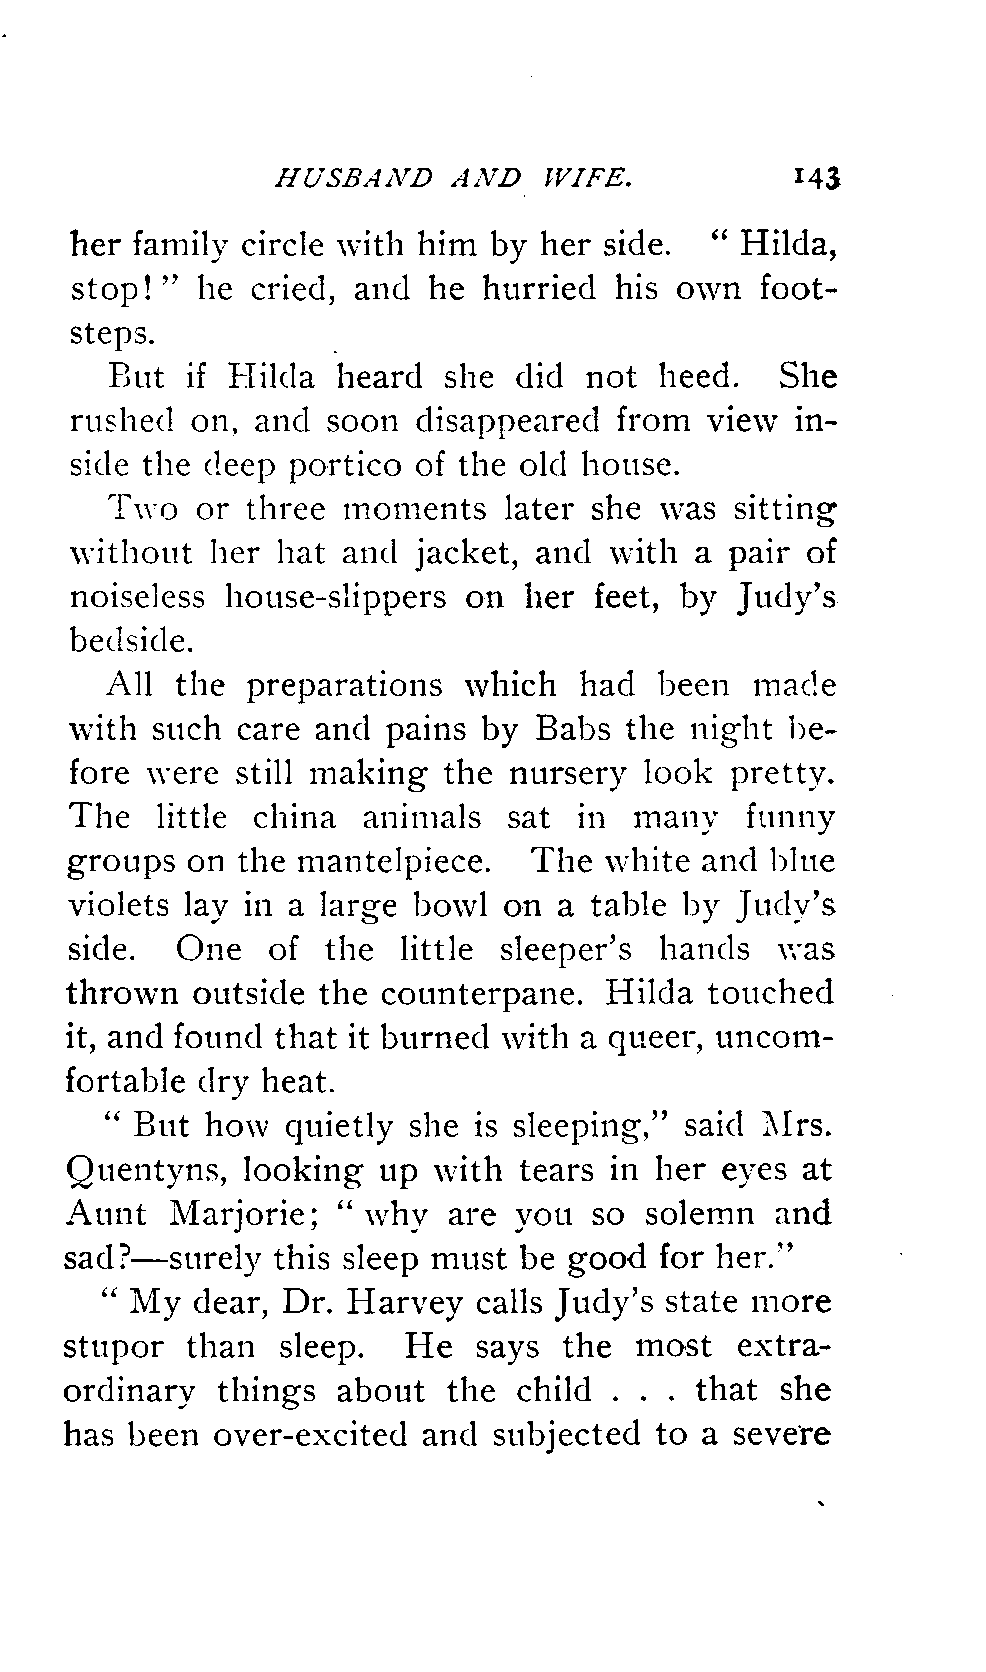 HUSBAND AND WIFE. 143
her family circle with him by her side. " Hilda,
stop! " he cried, and he hurried his own foot-
steps.
But if Hilda heard she did not heed. She
rushed on, and soon disappeared from view in-
side the deep portico of the old house.
Two or three moments later she was sitting
without her hat and jacket, and with a pair of
noiseless house-slippers on her feet, by Judy's
bedside.
All the preparations which had been made
with such care and pains by Babs the night be-
fore were still making the nursery look pretty.
The little china animals sat in many funny
groups on the mantelpiece. The white and blue
violets lay in a large bowl on a table by Judy's
side. One of the little sleeper's hands was
thrown outside the counterpane. Hilda touched
it, and found that it burned with a queer, uncom-
fortable dry heat.
" But how quietly she is sleeping," said Mrs.
Quentyns, looking up with tears in her eyes at
Aunt Marjorie; " why are you so solemn and
sad?—surely this sleep must be good for her."
" My dear, Dr. Harvey calls Judy's state more
stupor than sleep. He says the most extra-
ordinary things about the child . . . that she
has been over-excited and subjected to a severe